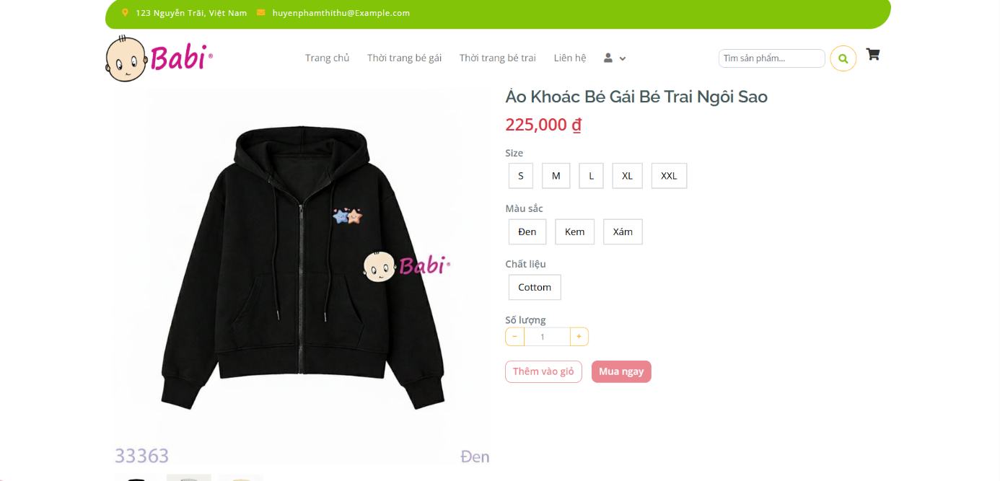 123 Nguyễn Trãi, Việt Nam huyenphamthithu@Example.com
Babi®
Trang chủ Thời trang bé gái Thời trang bé trai Liên hệ
Tìm sản phẩm...
Áo Khoác Bé Gái Bé Trai Ngôi Sao
225,000 ₫
Size
S M L XL XXL
Màu sắc
Đen Kem Xám
Babi®
Chất liệu
Cottom
Số lượng
- 1 +
Thêm vào giỏ Mua ngay
33363 Đen